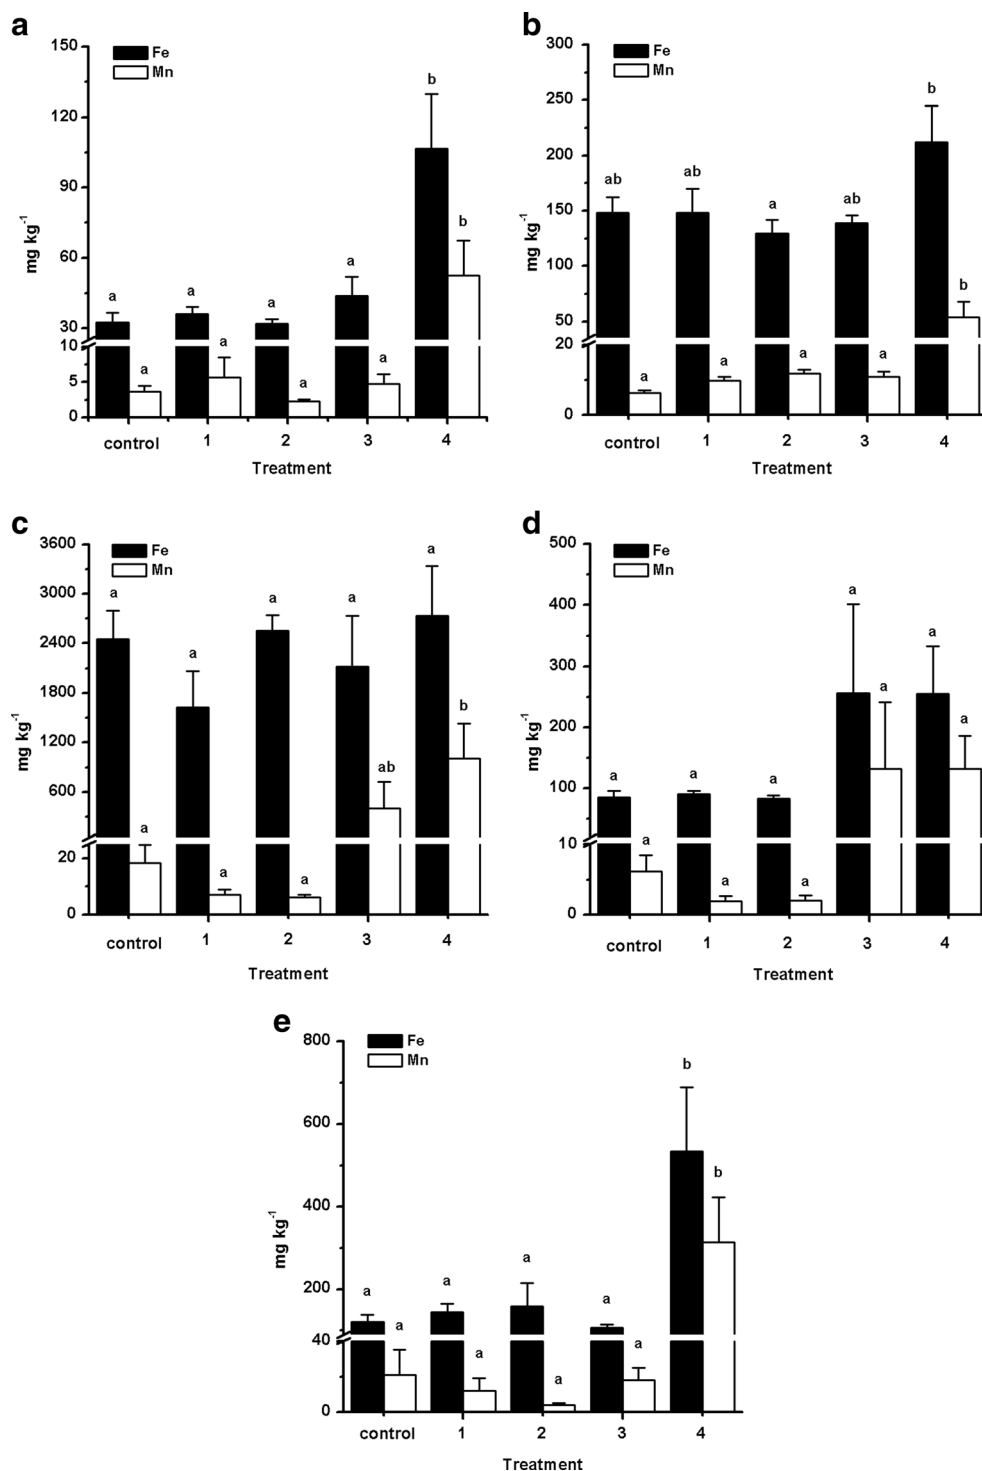 a
150
120
90
60
30
10
5
0
mg kg-1
Fe
Mn
a
a
a
a
b
a
a
a
a
b
control 1 2 3 4
Treatment
b
300
250
200
150
100
50
20
0
mg kg-1
Fe
Mn
ab
ab
a
ab
b
a
a
a
a
b
control 1 2 3 4
Treatment
c
3600
3000
2400
1800
1200
600
20
0
mg kg-1
Fe
Mn
a
a
a
a
a
a
a
a
ab
b
control 1 2 3 4
Treatment
d
500
400
300
200
100
10
0
mg kg-1
Fe
Mn
a
a
a
a
a
a
a
a
a
a
control 1 2 3 4
Treatment
e
800
600
400
200
40
0
mg kg-1
Fe
Mn
a
a
a
a
b
a
a
a
a
b
control 1 2 3 4
Treatment